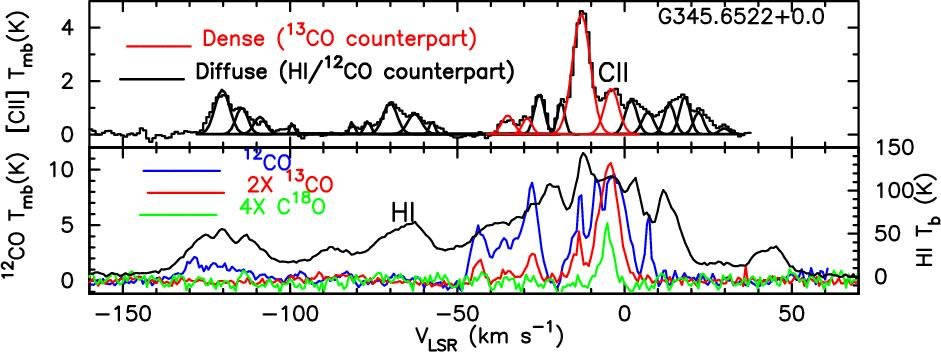 G345.6522+0.0
Dense (¹³CO counterpart)
Diffuse (HI/¹²CO counterpart)
CII
[CII] Tmb(K)
4
2
0
¹²CO
2X ¹³CO
4X C¹⁸O
HI
¹²CO Tmb(K)
10
5
0
150
100
50
0
HI Tb (K)
−150
−100
−50
0
50
VLSR (km s⁻¹)